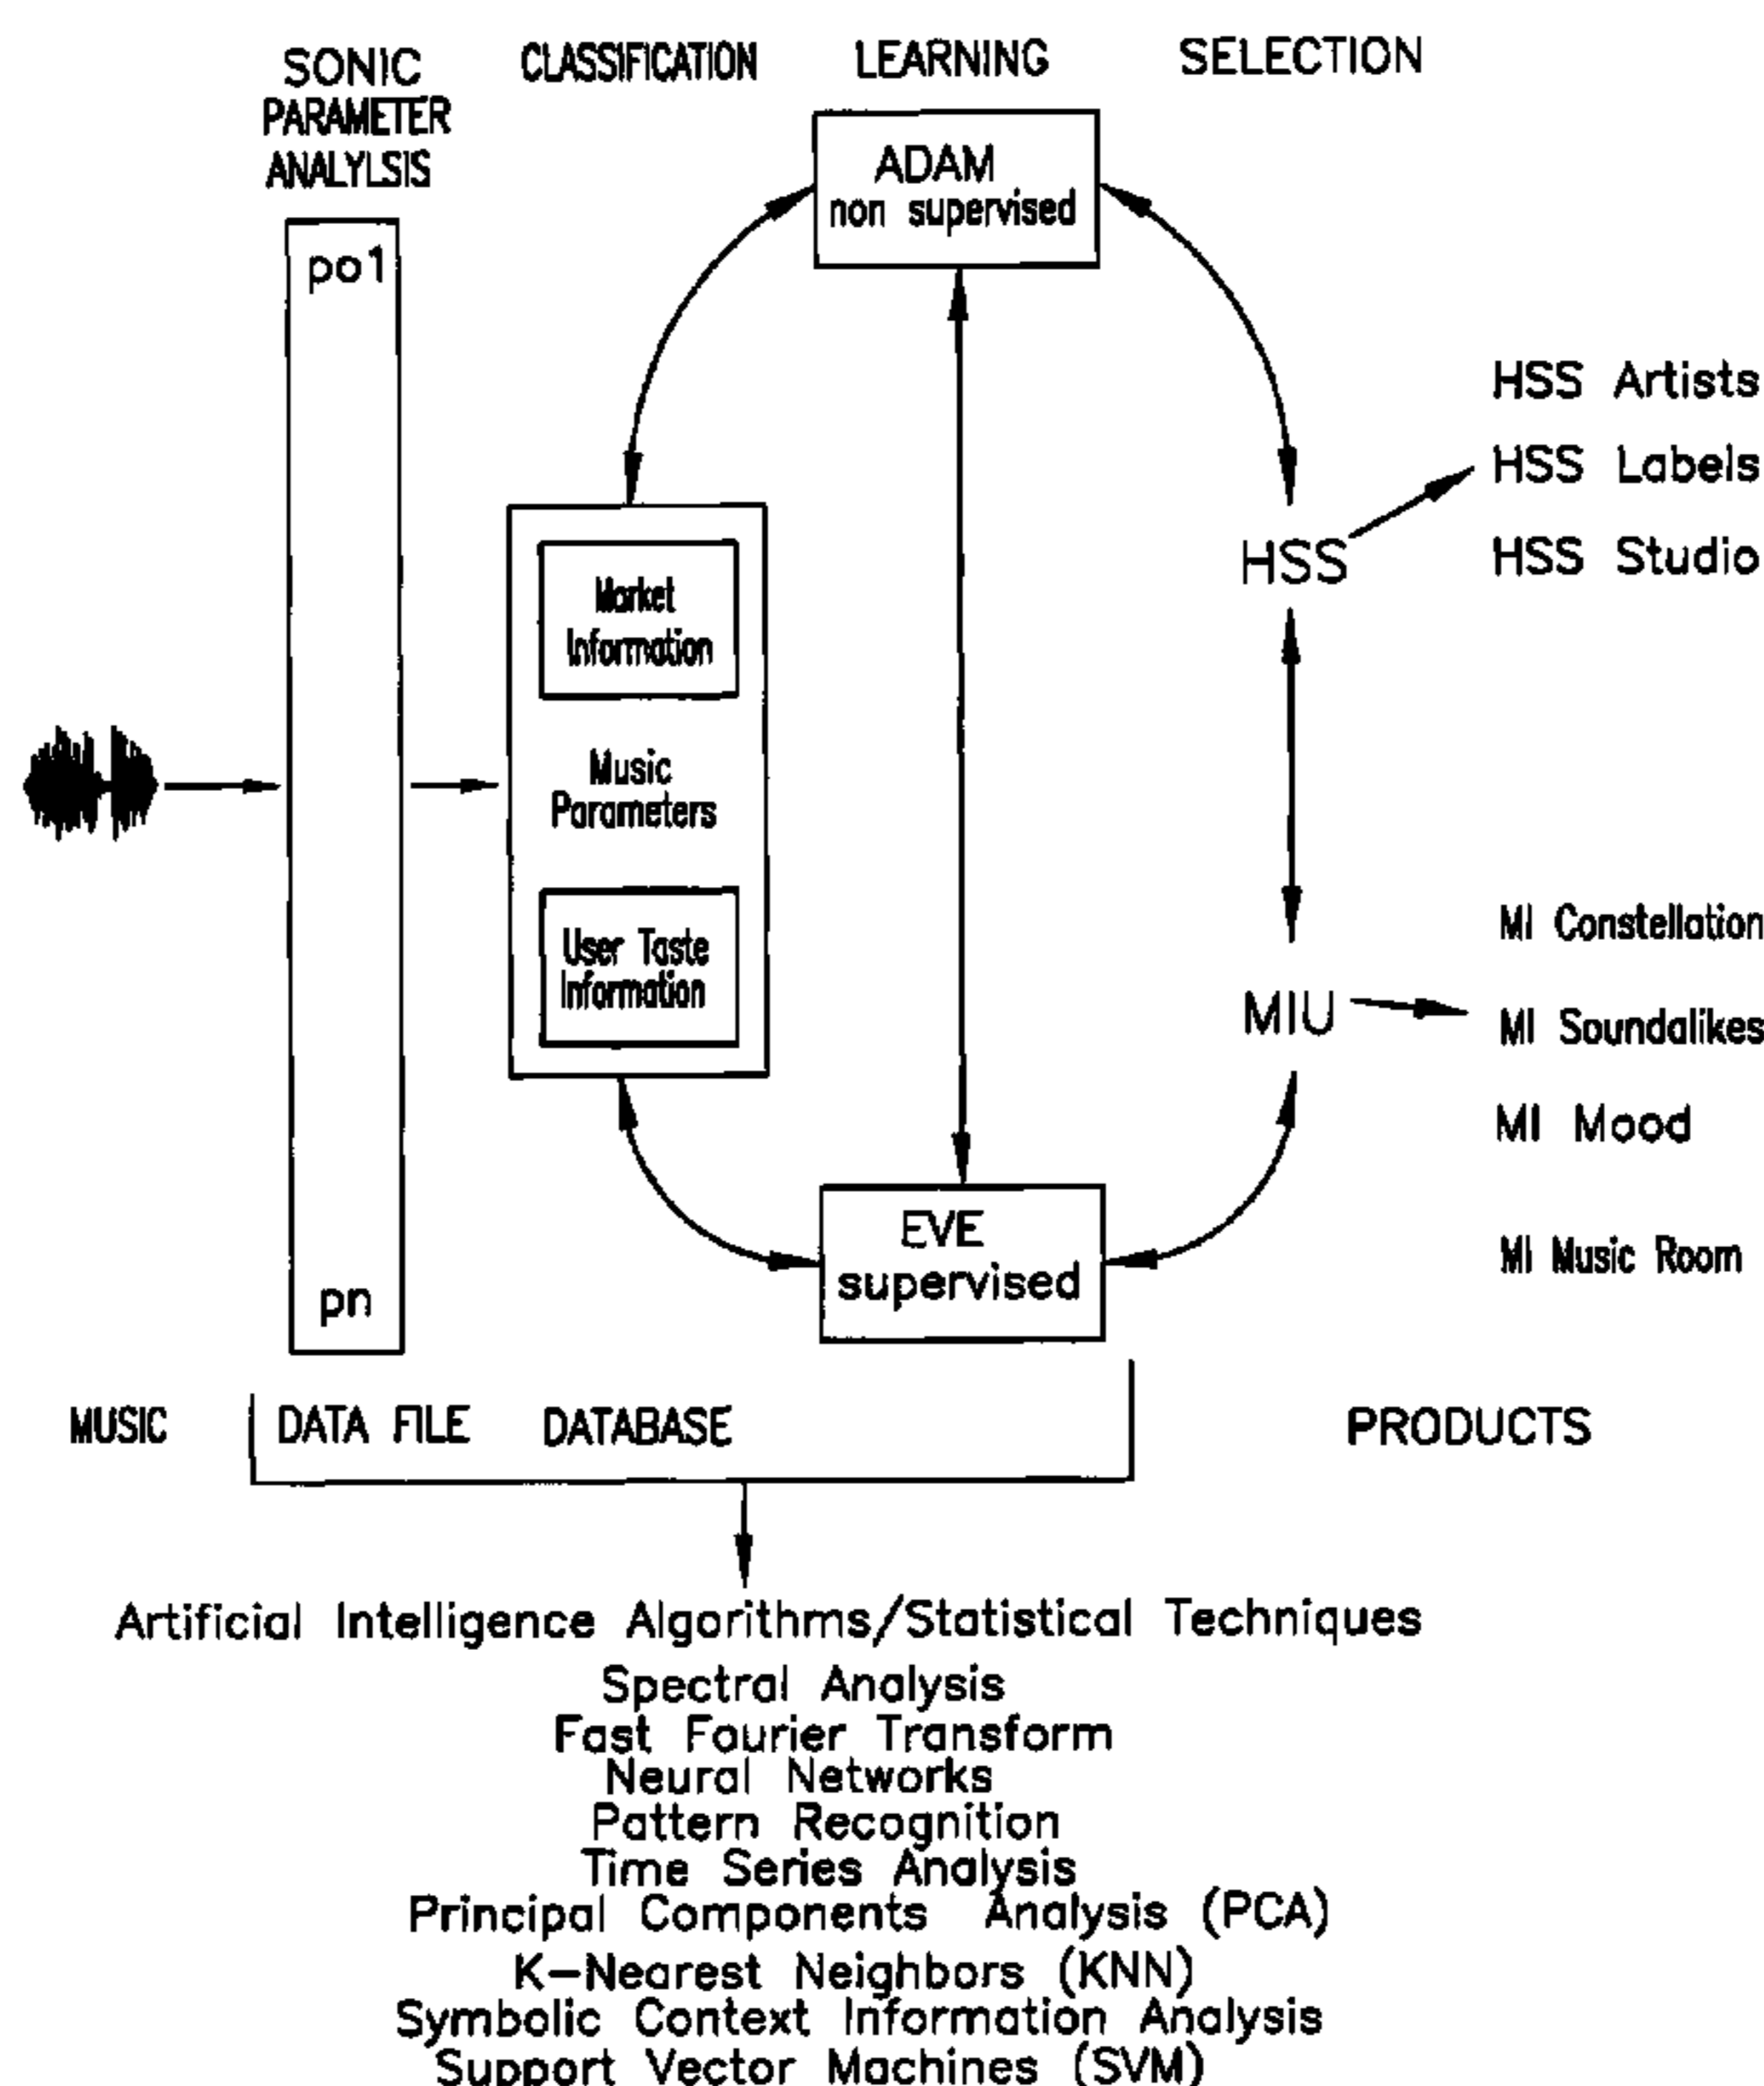 SONIC
PARAMETER
ANALYLSIS
CLASSIFICATION
LEARNING
SELECTION
ADAM
non supervised
po1
pn
Market
Information
Music
Parameters
User Taste
Information
EVE
supervised
HSS
HSS Artists
HSS Labels
HSS Studio
MIU
MI Constellation
MI Soundalikes
MI Mood
MI Music Room
MUSIC
DATA FILE
DATABASE
PRODUCTS
Artificial Intelligence Algorithms/Statistical Techniques
Spectral Analysis
Fast Fourier Transform
Neural Networks
Pattern Recognition
Time Series Analysis
Principal Components Analysis (PCA)
K-Nearest Neighbors (KNN)
Symbolic Context Information Analysis
Support Vector Machines (SVM)